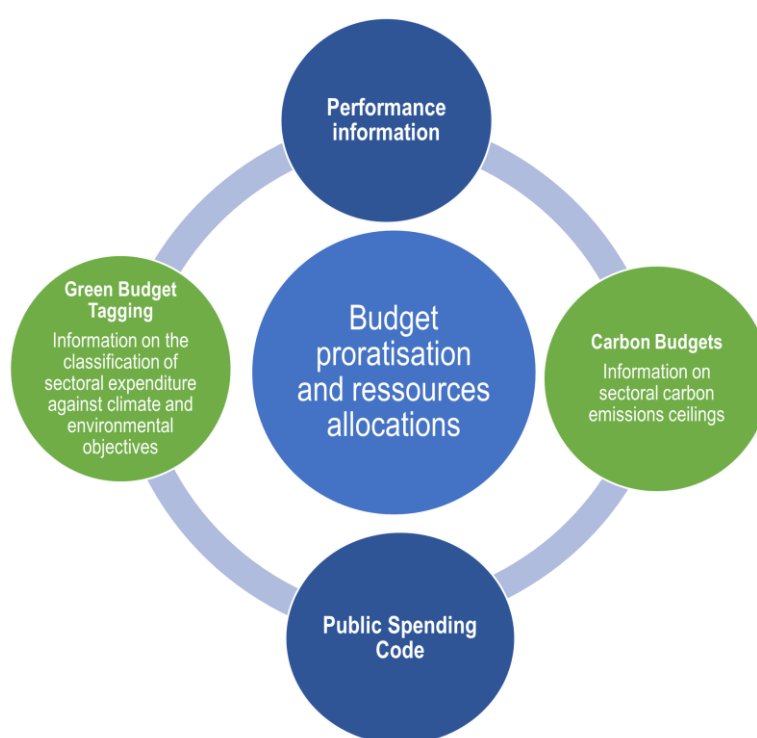 Performance
information
Green Budget
Tagging
Information on the
classification of
sectoral expenditure
against climate and
environmental
objectives
Budget
proratisation
and ressources
allocations
Carbon Budgets
Information on
sectoral carbon
emissions ceilings
Public Spending
Code